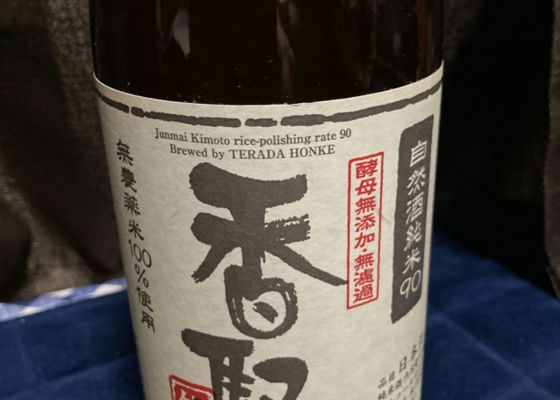 Junmai Kimoto rice-polishing rate 90
Brewed by TERADA HONKE
自然酒純米90
酵母無添加・無濾過
香取
無農薬米100%使用